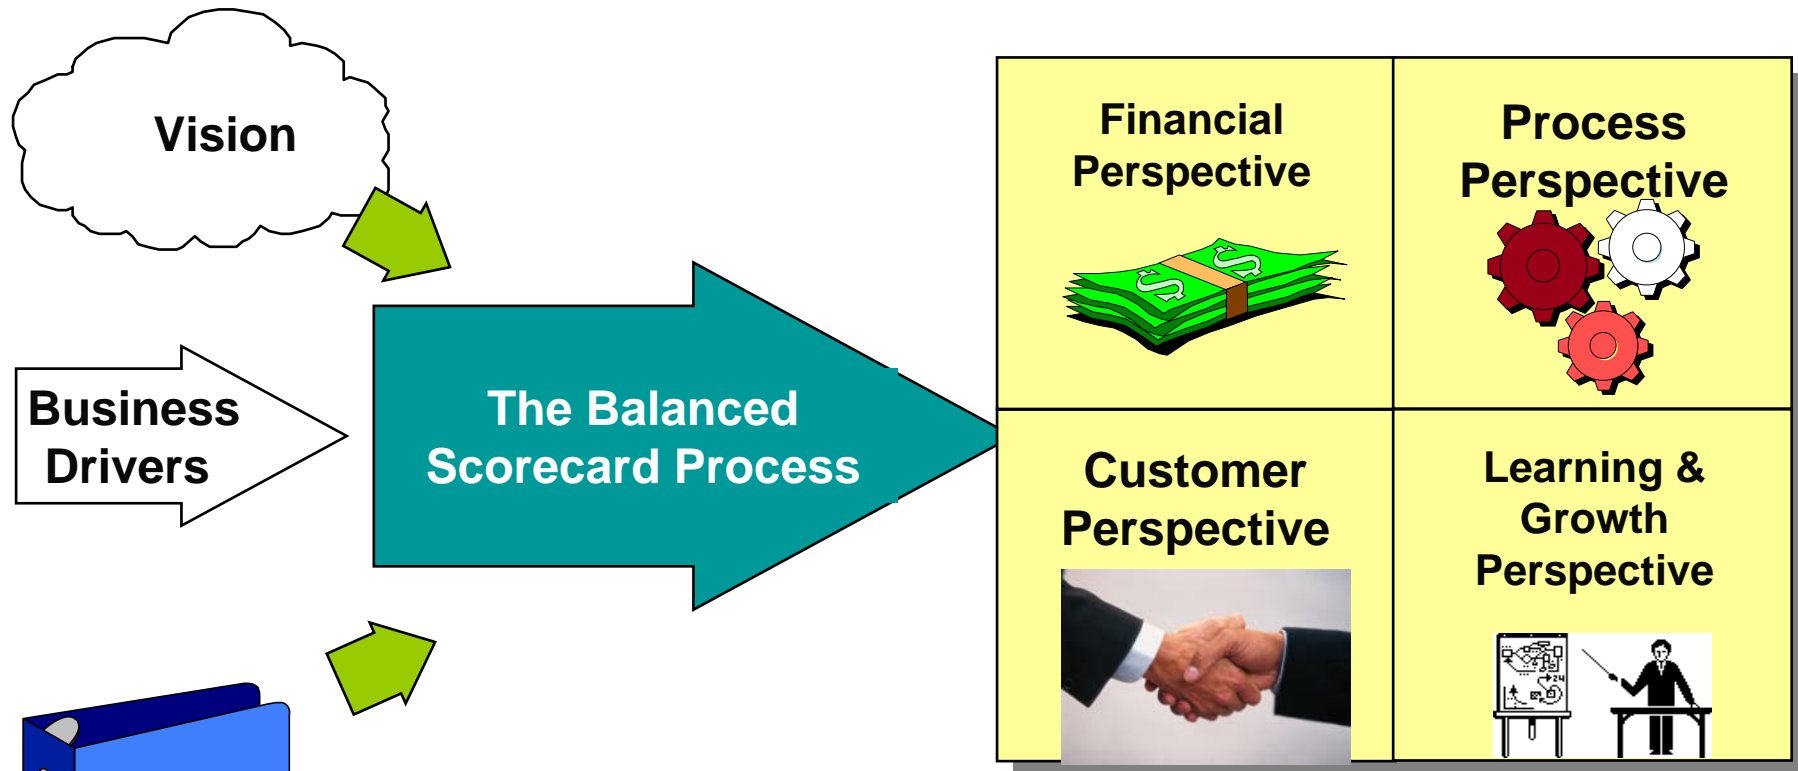 Vision
Business
Drivers
The Balanced
Scorecard Process
Financial
Perspective
Process
Perspective
Customer
Perspective
Learning &
Growth
Perspective